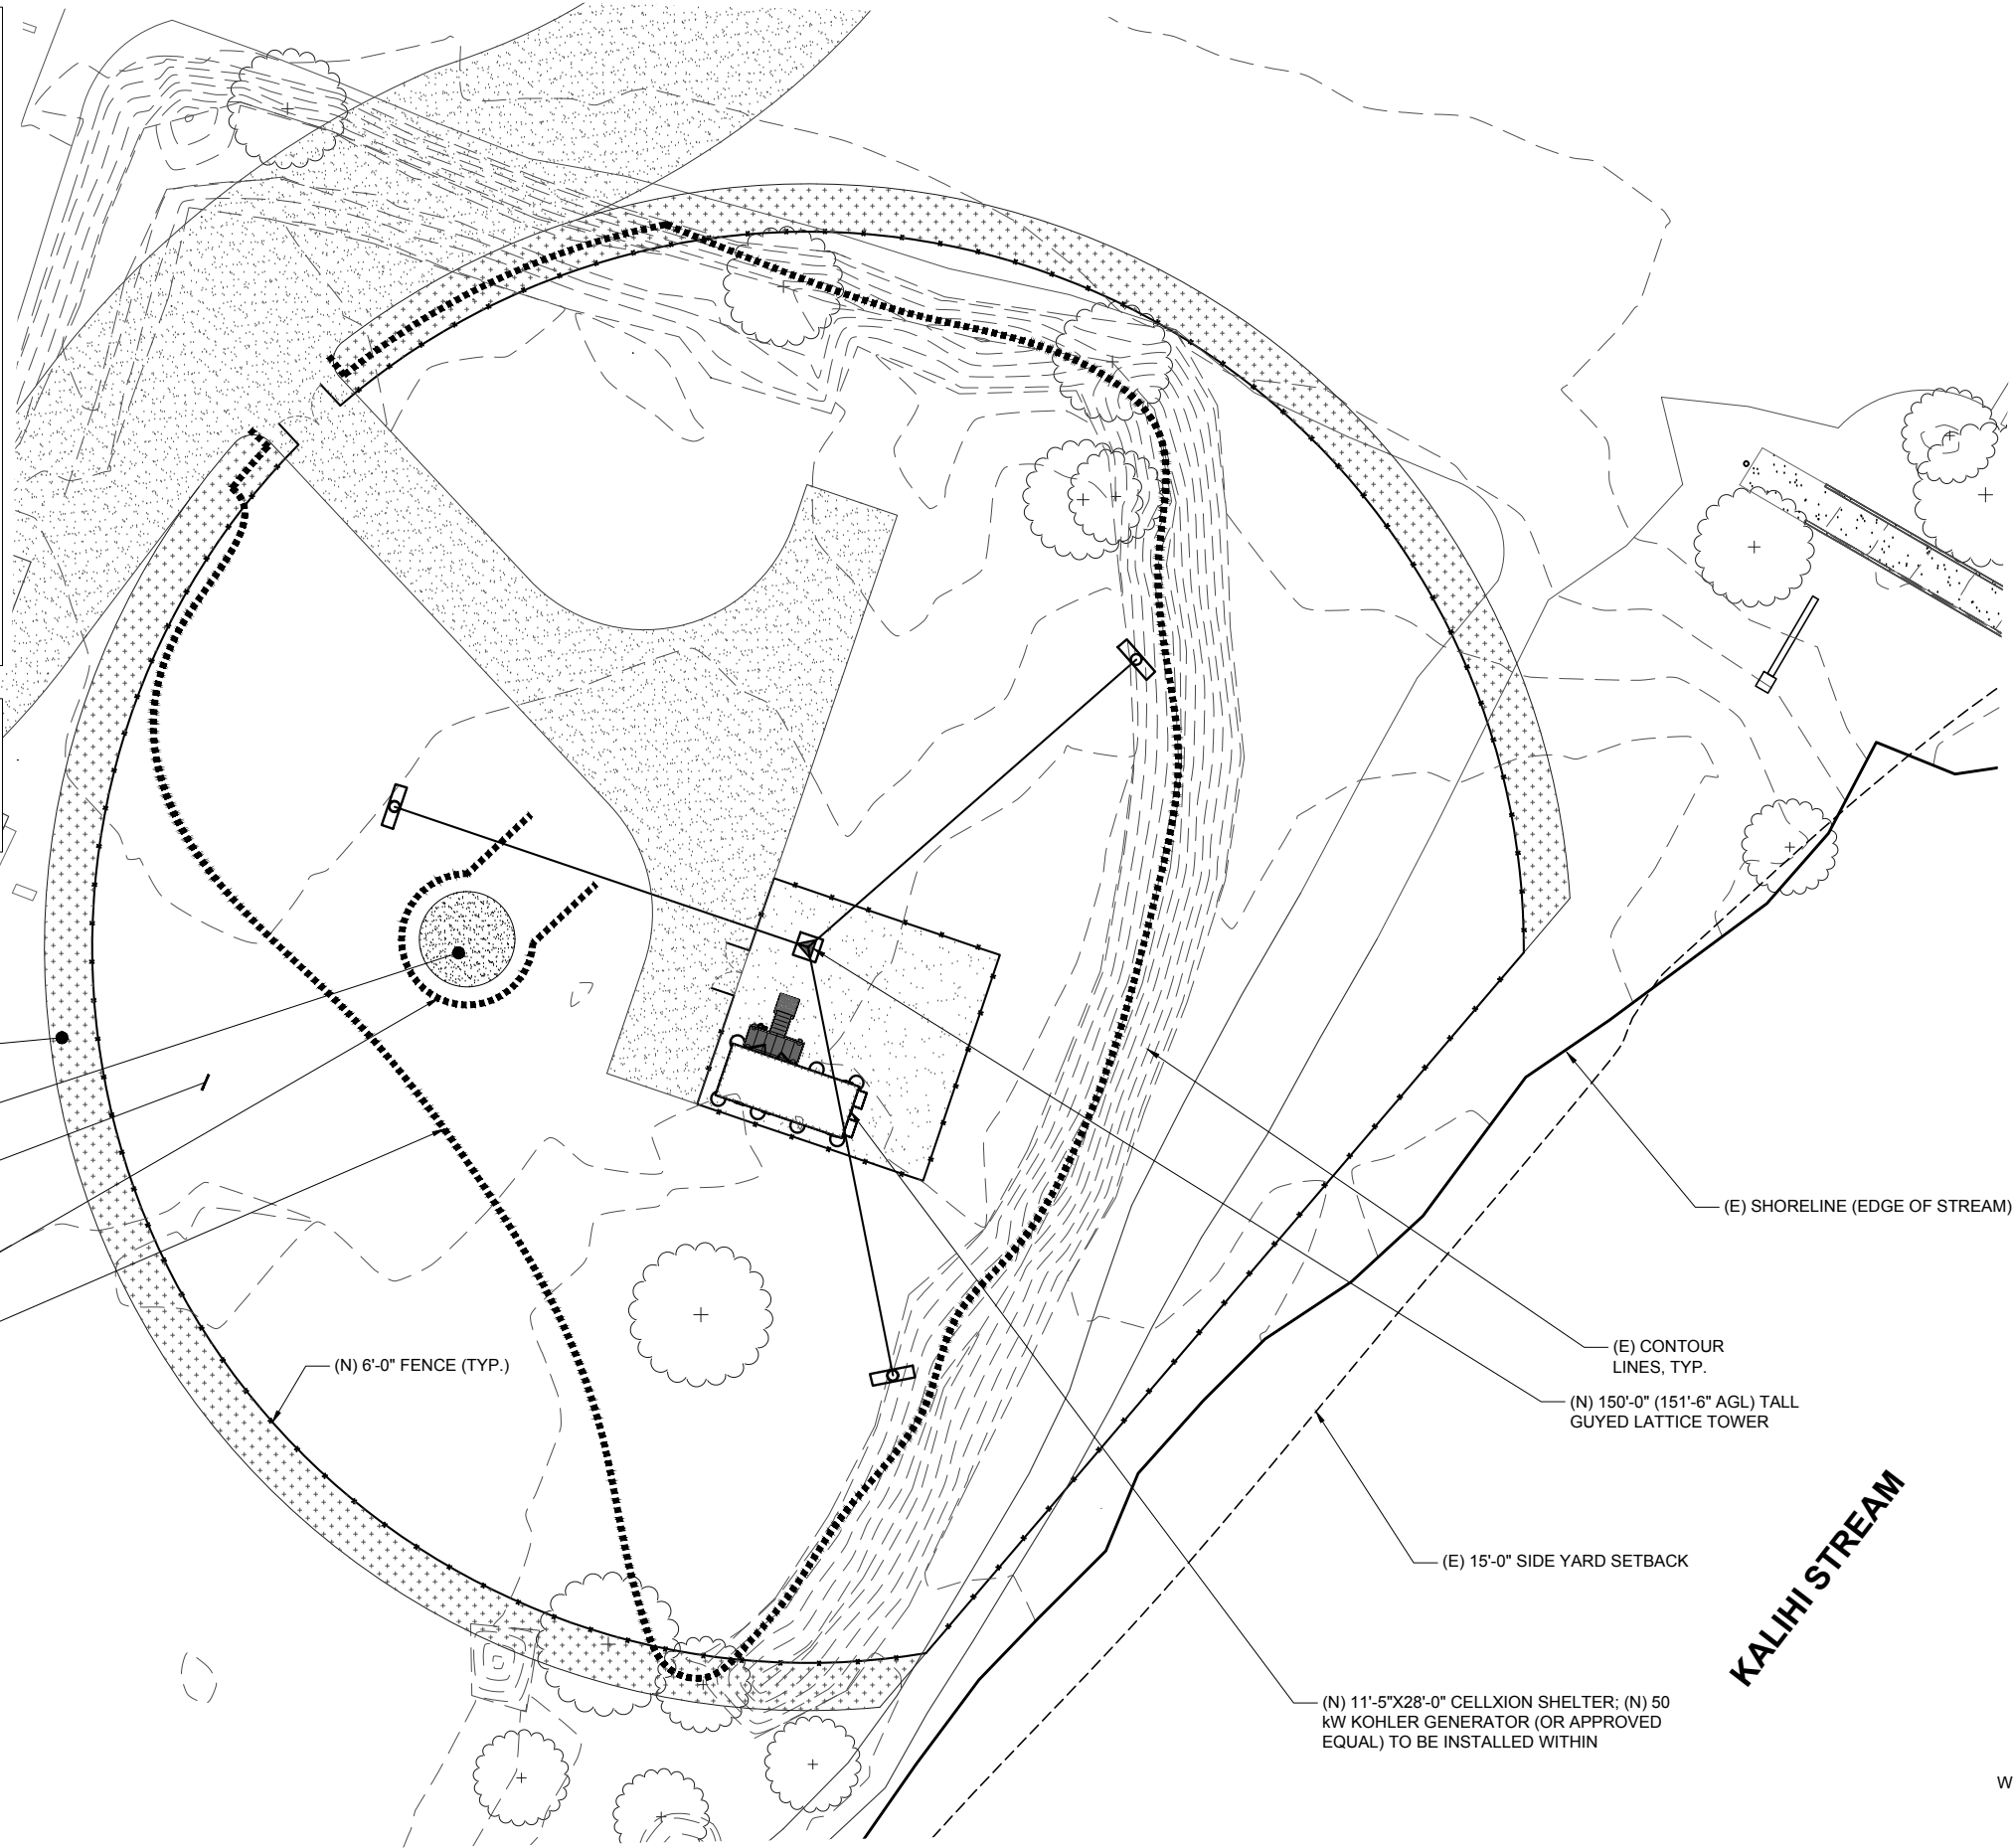 (E) SHORELINE (EDGE OF STREAM)
(E) CONTOUR
LINES, TYP.
(N) 6'-0" FENCE (TYP.)
(N) 150'-0" (151'-6" AGL) TALL
GUYED LATTICE TOWER
(E) 15'-0" SIDE YARD SETBACK
KALIHI STREAM
(N) 11'-5"X28'-0" CELLXION SHELTER; (N) 50
kW KOHLER GENERATOR (OR APPROVED
EQUAL) TO BE INSTALLED WITHIN
W